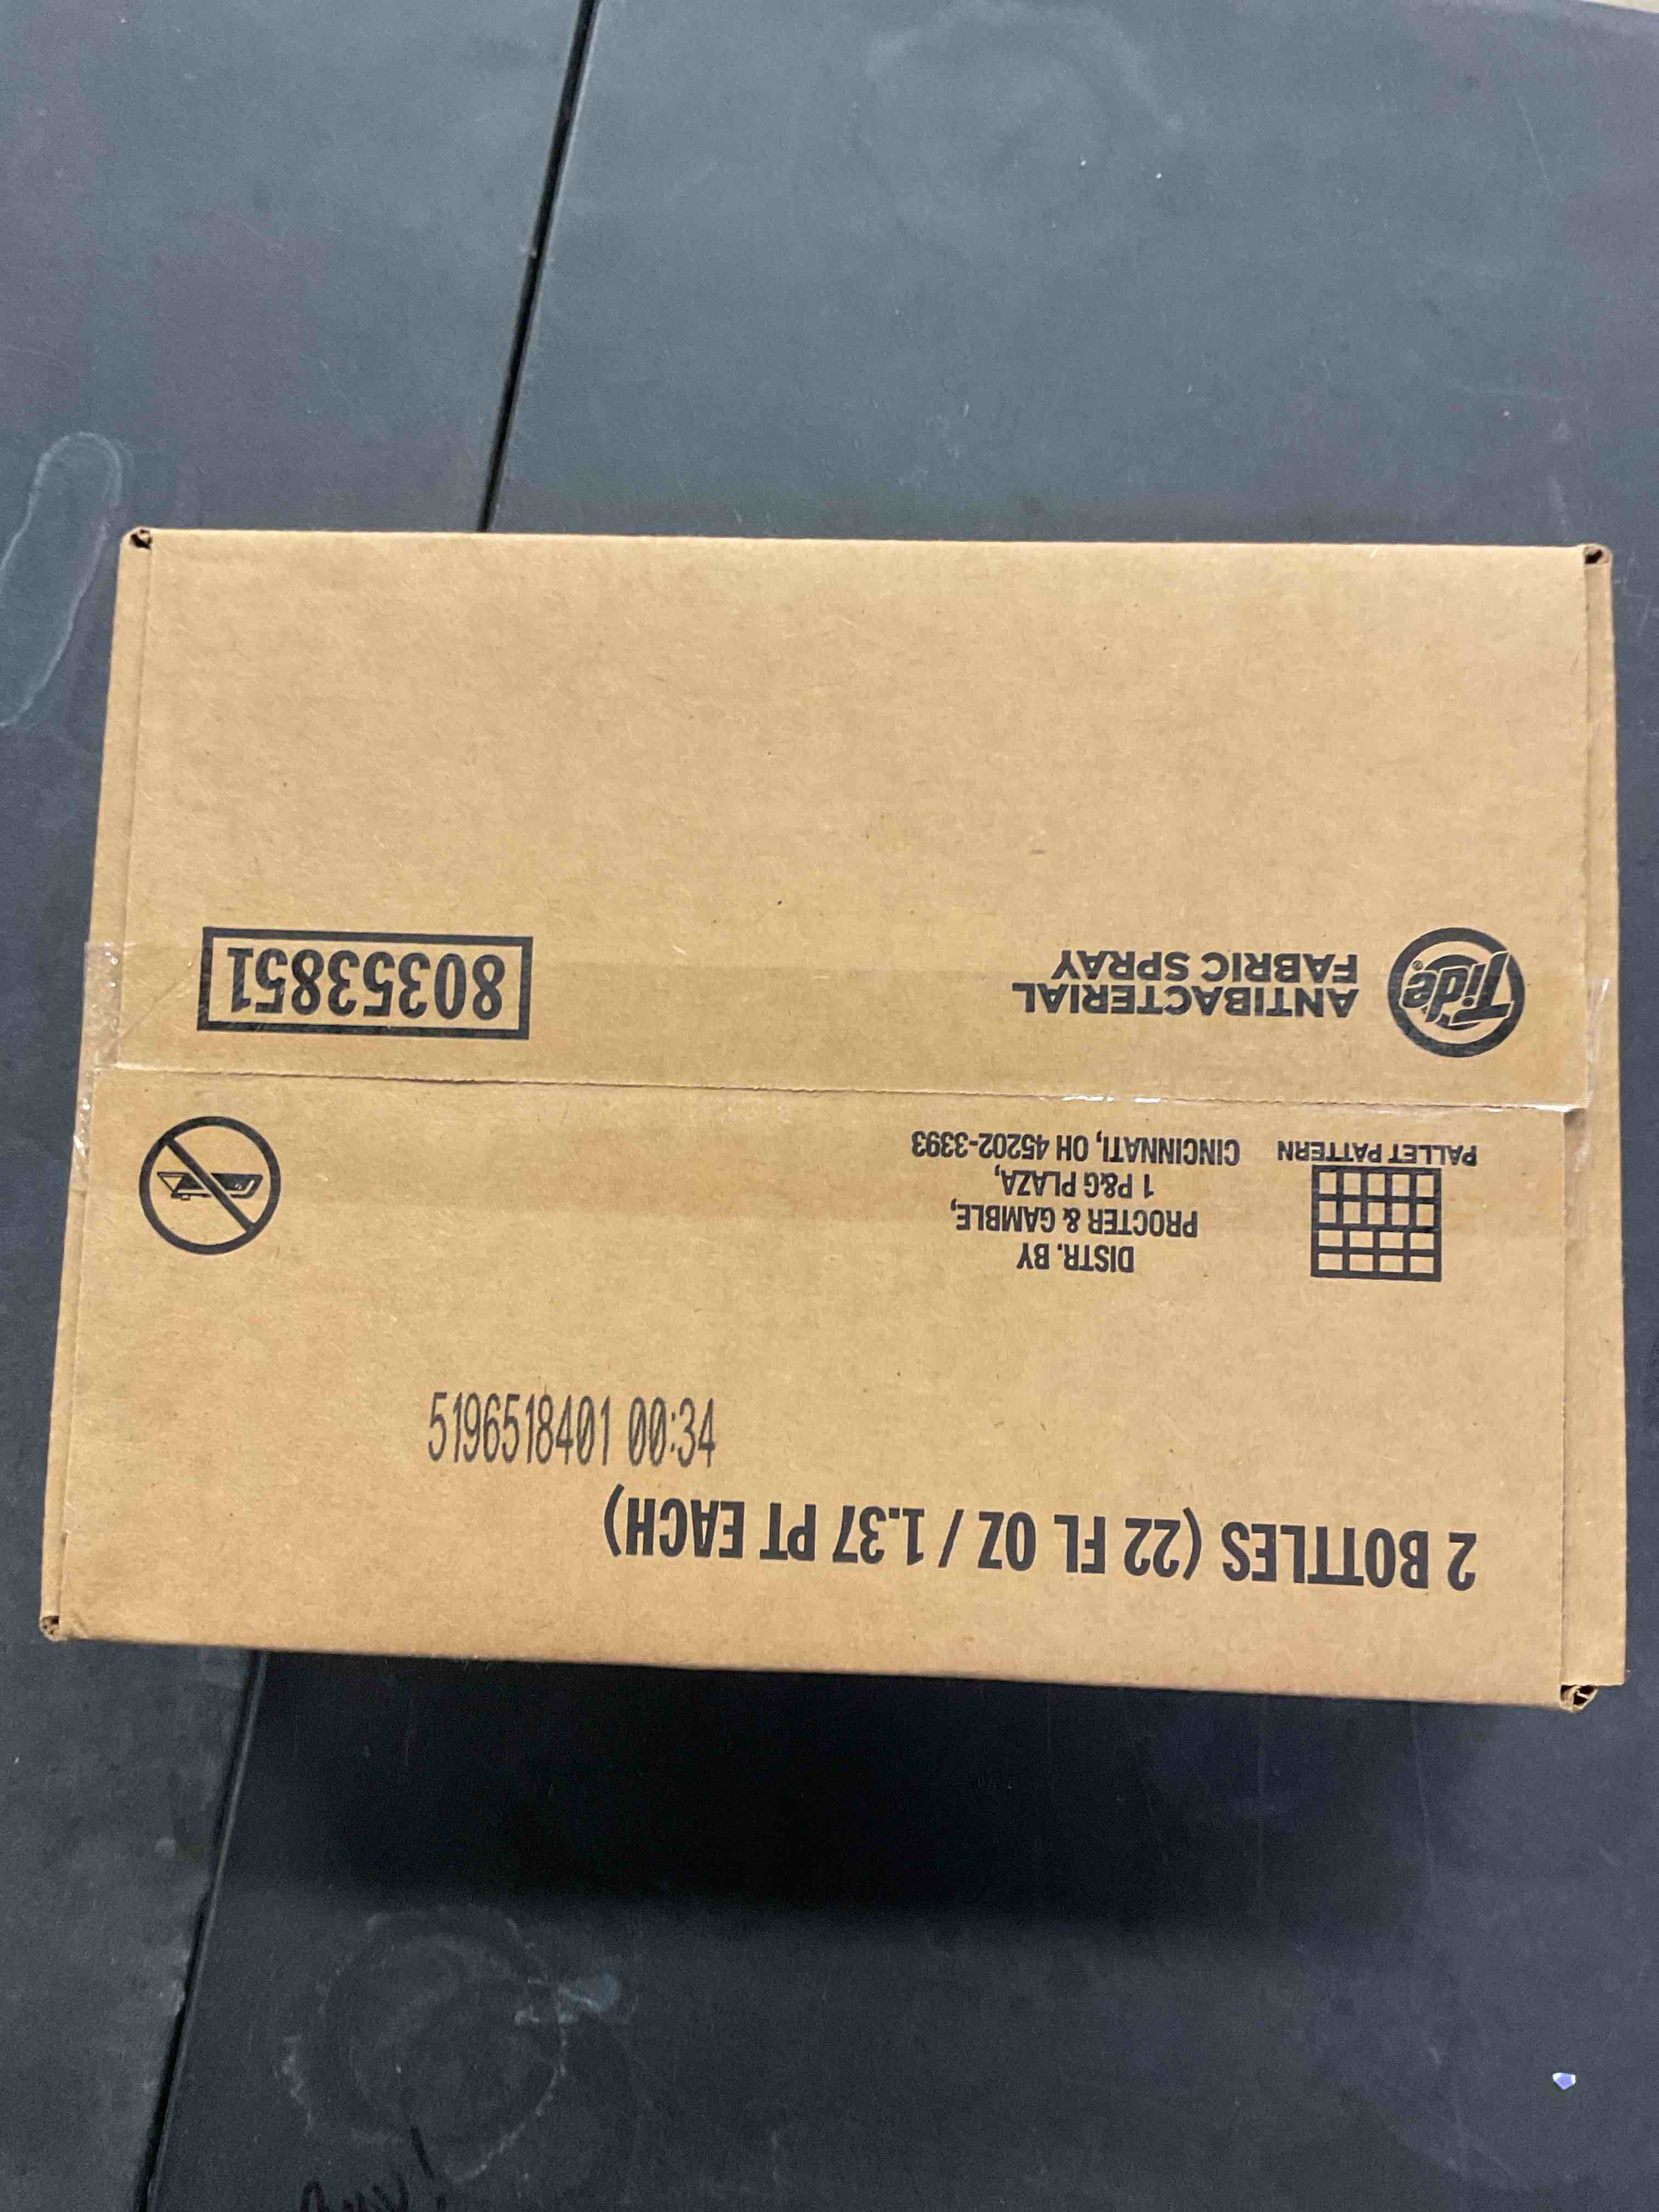 2 BOTTLES (22 FL OZ / 1.37 PT EACH)
5196518401 00:34
DISTR. BY
PROCTER & GAMBLE,
1 P&G PLAZA,
CINCINNATI, OH 45202-3393
PALLET PATTERN
Tide®
ANTIBACTERIAL
FABRIC SPRAY
80353851